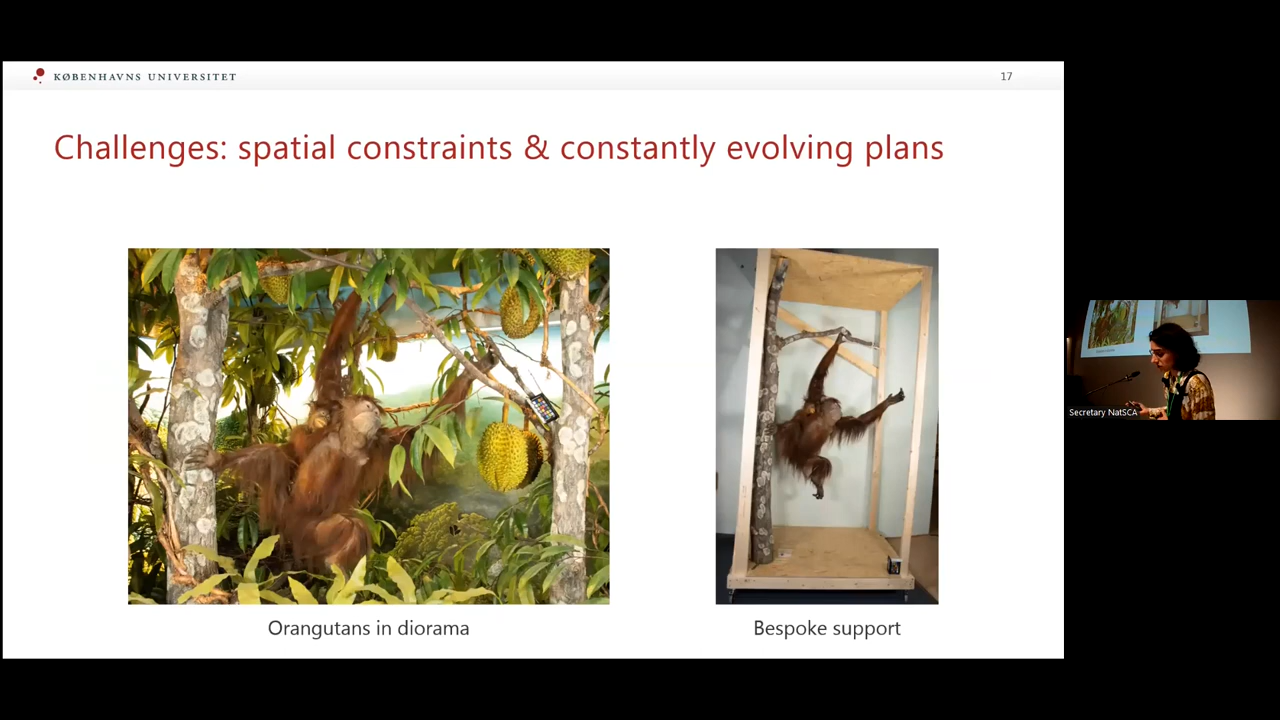 KØBENHAVNS UNIVERSITET
17
Challenges: spatial constraints & constantly evolving plans
Orangutans in diorama
Bespoke support
Secretary NatSCA